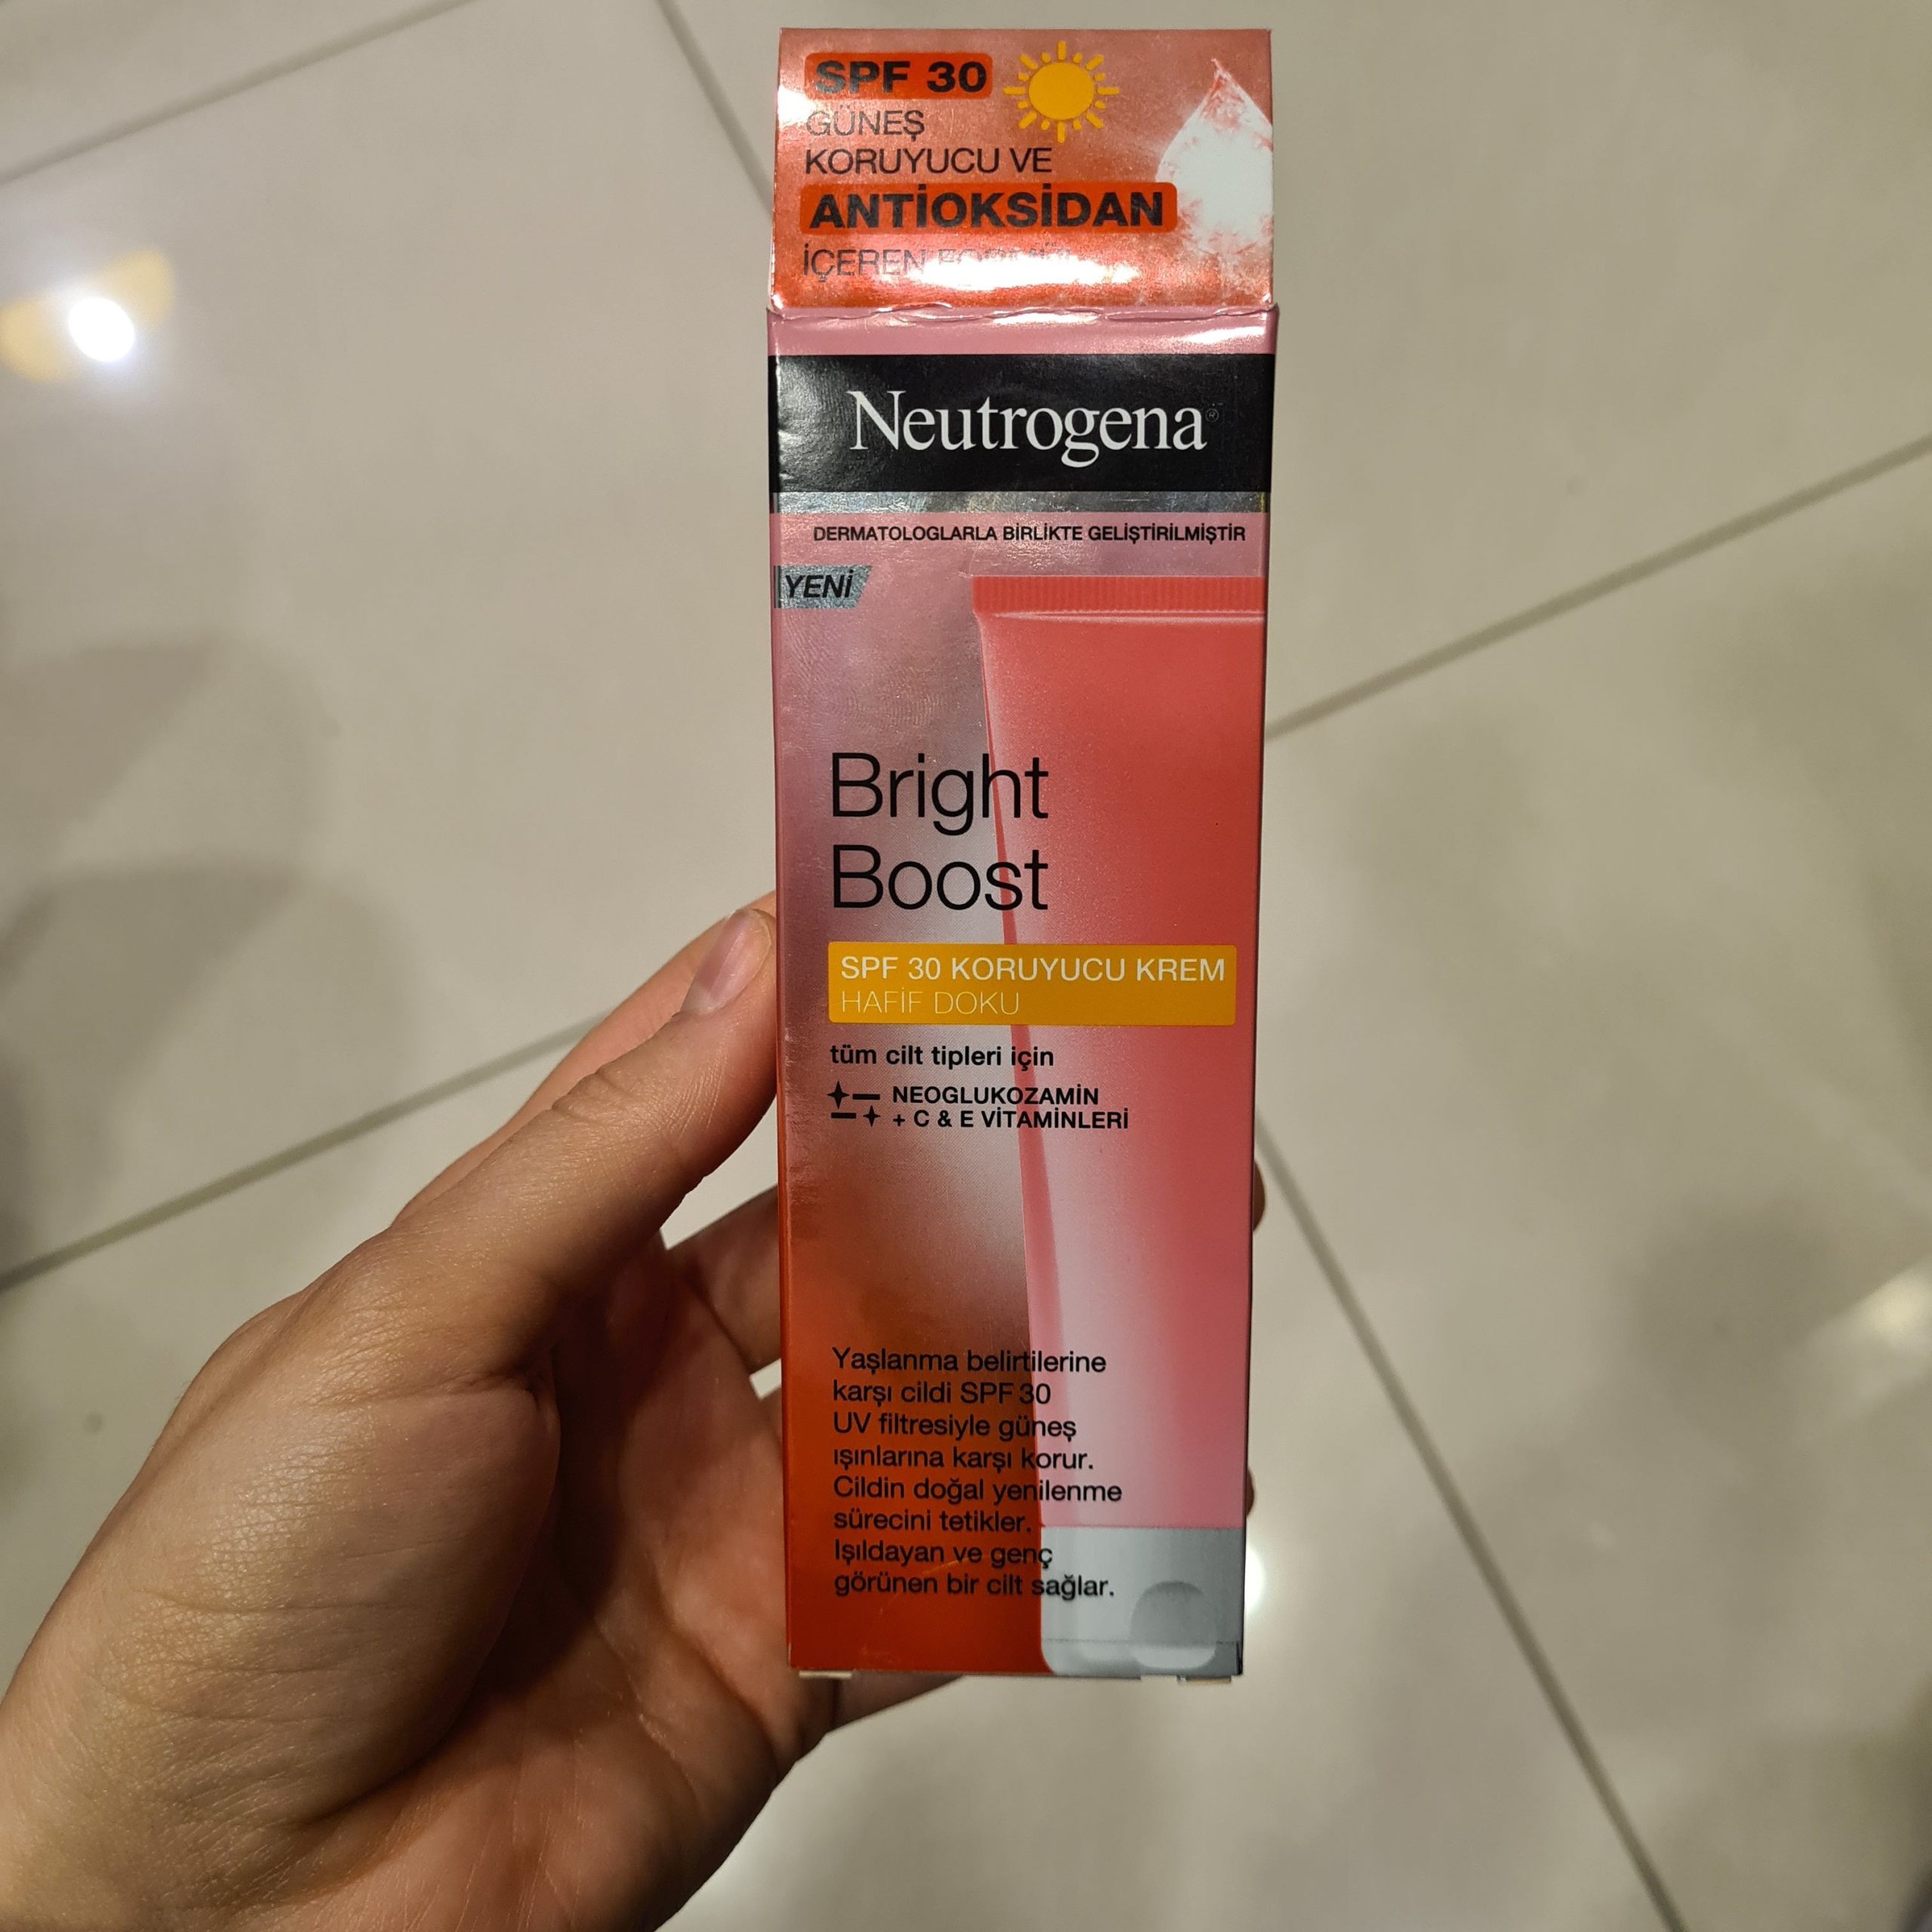 SPF 30
GÜNEŞ
KORUYUCU VE
ANTİOKSİDAN
İÇEREN
Neutrogena®
DERMATOLOGLARLA BİRLİKTE GELİŞTİRİLMİŞTİR
YENİ
Bright
Boost
SPF 30 KORUYUCU KREM
HAFİF DOKU
tüm cilt tipleri için
NEOGLUKOZAMİN
+ C & E VİTAMİNLERİ
Yaşlanma belirtilerine
karşı cildi SPF 30
UV filtresiyle güneş
ışınlarına karşı korur.
Cildin doğal yenilenme
sürecini tetikler.
Işıldayan ve genç
görünen bir cilt sağlar.